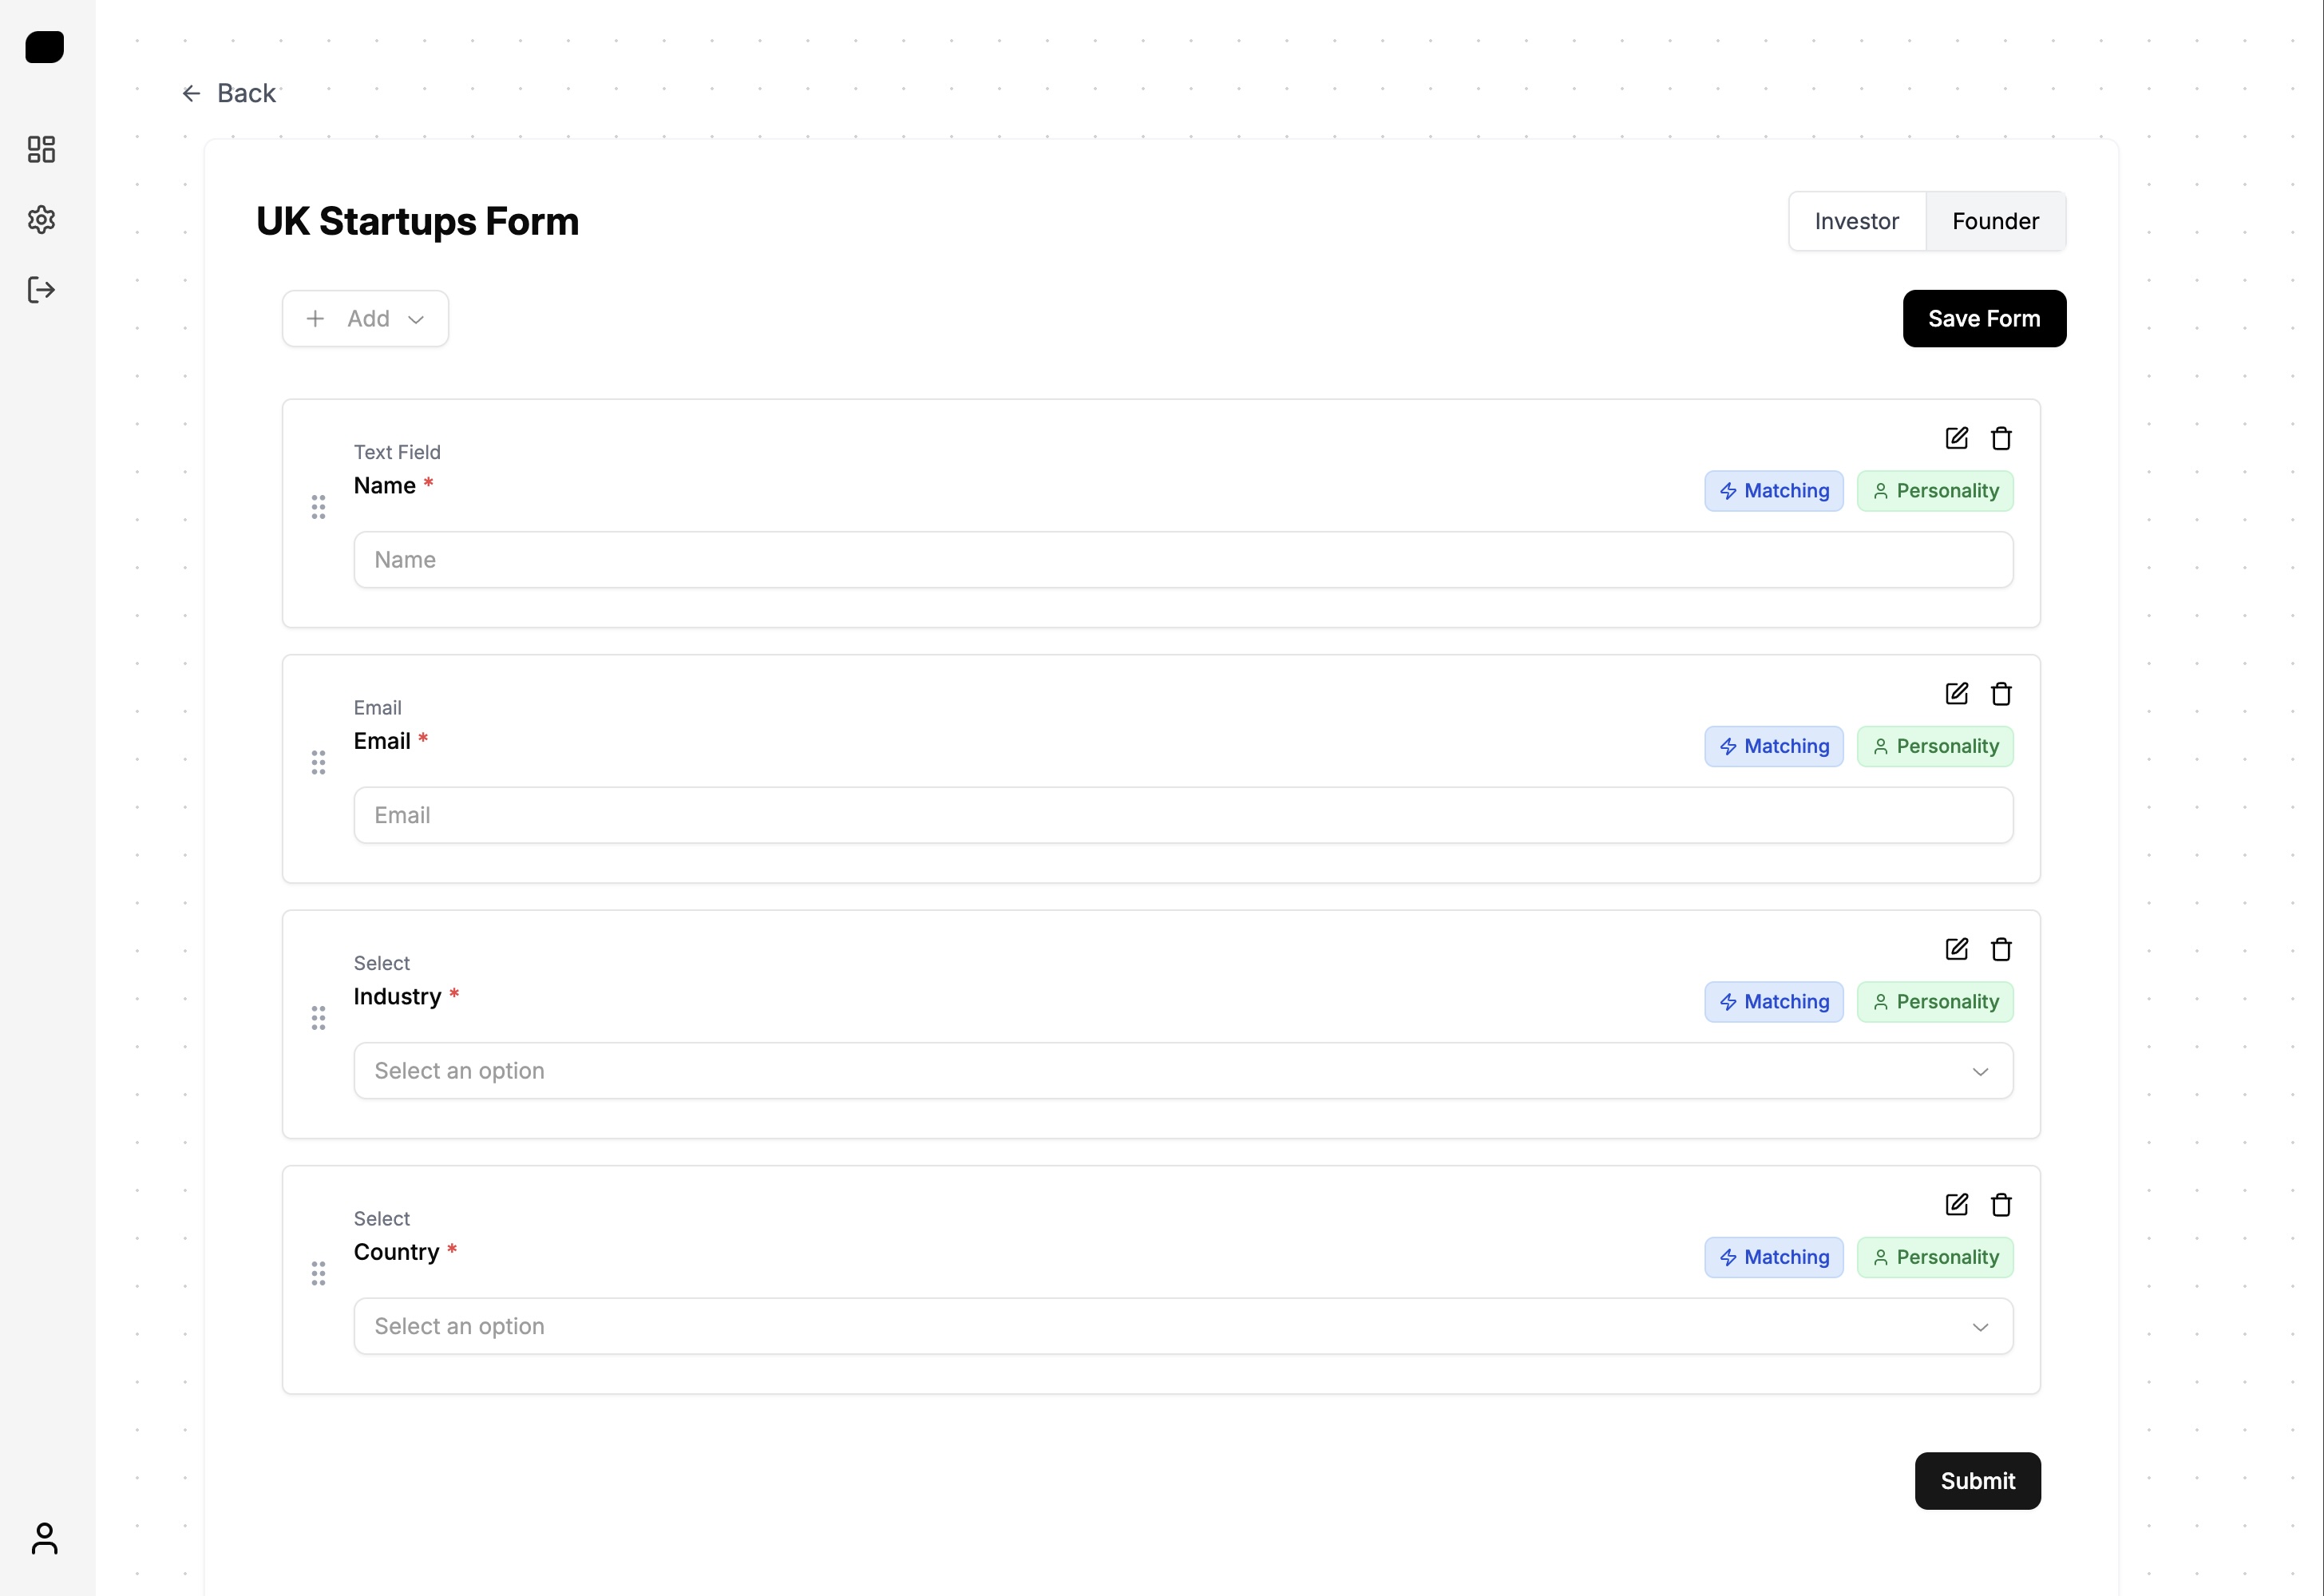 Back
UK Startups Form
Investor
Founder
Add
Save Form
Text Field
Name *
Matching
Personality
Name
Email
Email *
Matching
Personality
Email
Select
Industry *
Matching
Personality
Select an option
Select
Country *
Matching
Personality
Select an option
Submit